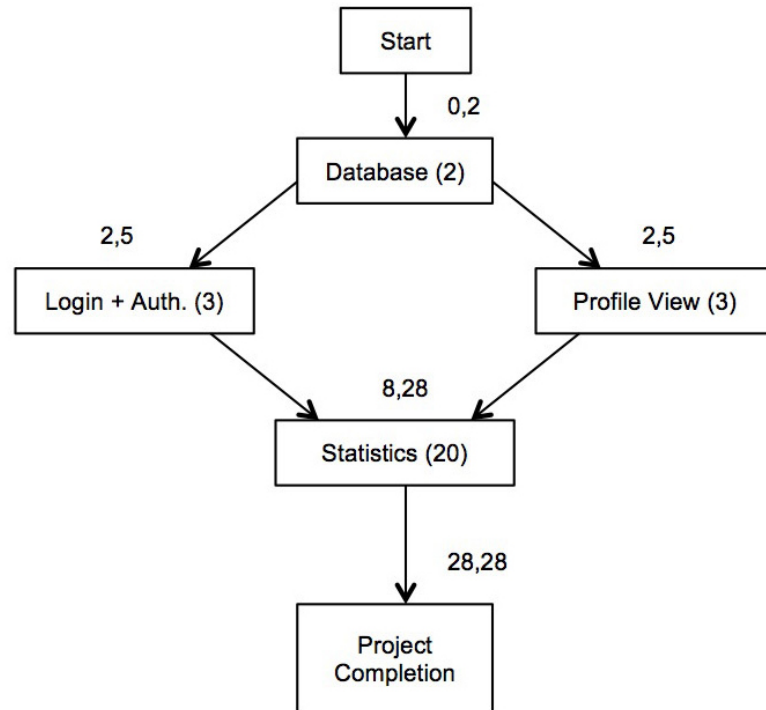 Start
0,2
Database (2)
2,5
2,5
Login + Auth. (3)
Profile View (3)
8,28
Statistics (20)
28,28
Project
Completion